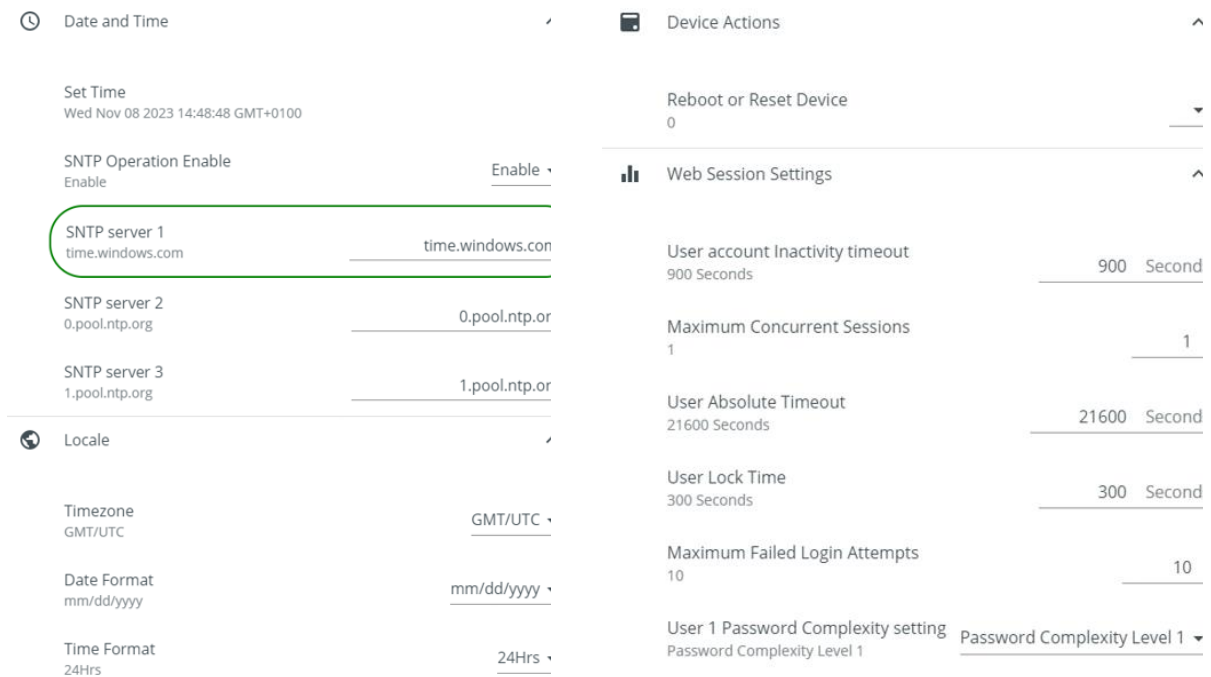 Date and Time
Set Time
Wed Nov 08 2023 14:48:48 GMT+0100
SNTP Operation Enable
Enable
Enable
SNTP server 1
time.windows.com
time.windows.com
SNTP server 2
0.pool.ntp.org
0.pool.ntp.or
SNTP server 3
1.pool.ntp.org
1.pool.ntp.or
Locale
Timezone
GMT/UTC
GMT/UTC
Date Format
mm/dd/yyyy
mm/dd/yyyy
Time Format
24Hrs
24Hrs
Device Actions
Reboot or Reset Device
0
Web Session Settings
User account Inactivity timeout
900 Seconds
900 Second
Maximum Concurrent Sessions
1
1
User Absolute Timeout
21600 Seconds
21600 Second
User Lock Time
300 Seconds
300 Second
Maximum Failed Login Attempts
10
10
User 1 Password Complexity setting
Password Complexity Level 1
Password Complexity Level 1